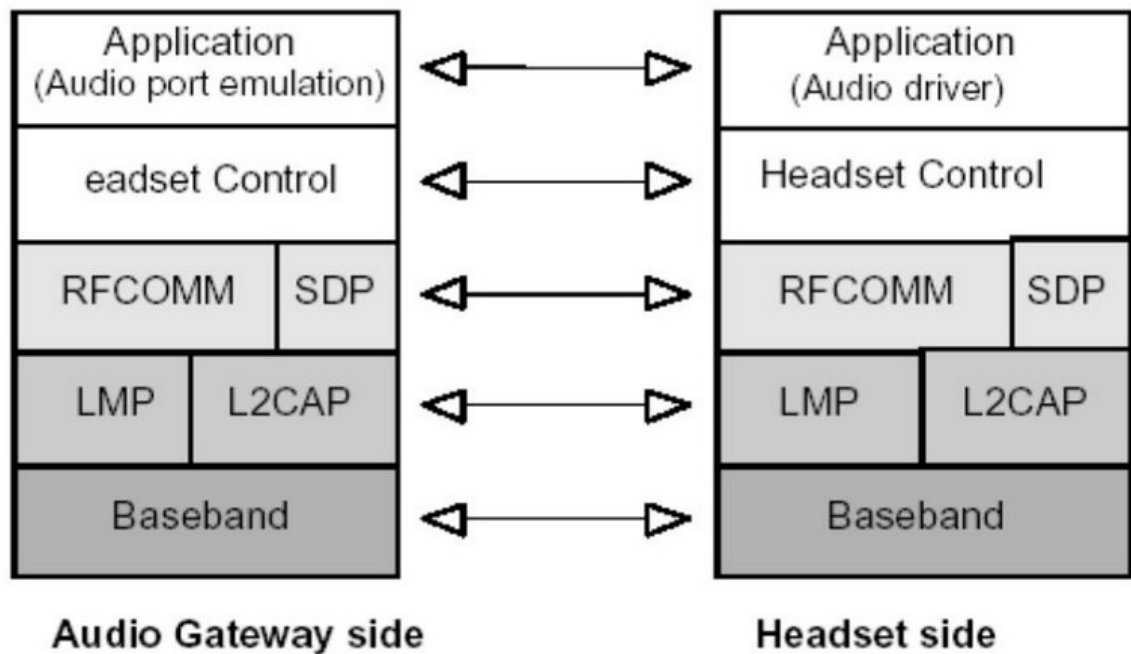 Application
(Audio port emulation)
eadset Control
RFCOMM
SDP
LMP
L2CAP
Baseband
Audio Gateway side
Application
(Audio driver)
Headset Control
RFCOMM
SDP
LMP
L2CAP
Baseband
Headset side